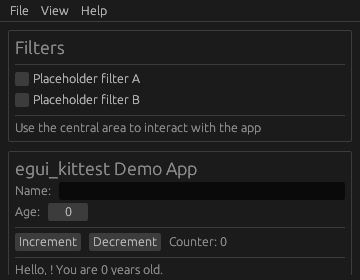 File View Help
Filters
Placeholder filter A
Placeholder filter B
Use the central area to interact with the app
egui_kittest Demo App
Name:
Age: 0
Increment Decrement Counter: 0
Hello, ! You are 0 years old.